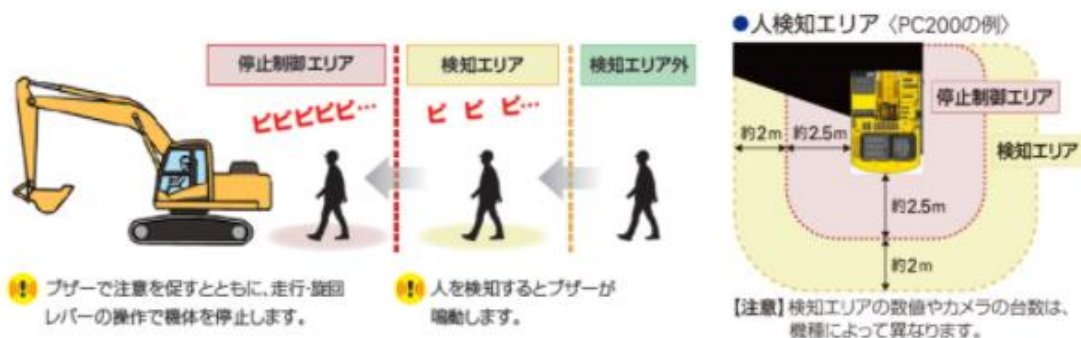 停止制御エリア
検知エリア
検知エリア外
ピピピピピ…
ピ ピ ピ…
ブザーで注意を促すとともに、走行・旋回
レバーの操作で機体を停止します。
人を検知するとブザーが
鳴動します。
●人検知エリア〈PC200の例〉
停止制御エリア
検知エリア
約2m
約2.5m
約2.5m
約2m
【注意】検知エリアの数値やカメラの台数は、
機種によって異なります。